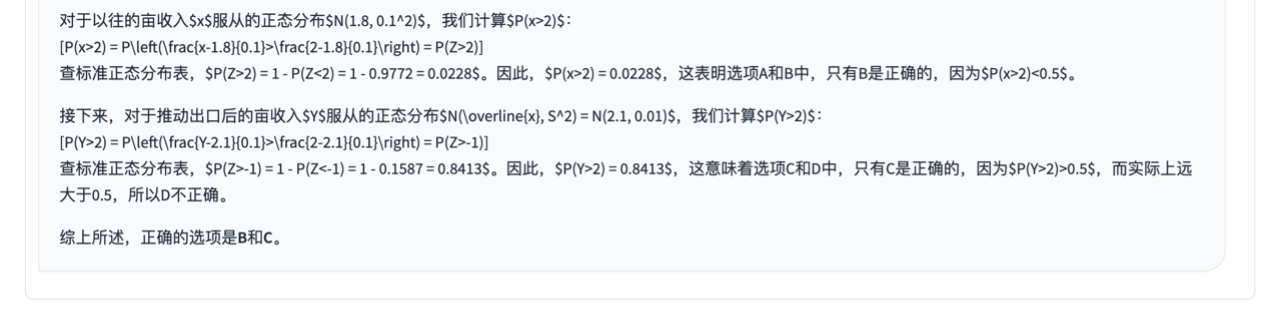 对于以往的亩收入$x$服从的正态分布$N(1.8, 0.1^2)$，我们计算$P(x>2)$：
[P(x>2) = P\left(\frac{x-1.8}{0.1}>\frac{2-1.8}{0.1}\right) = P(Z>2)]
查标准正态分布表，$P(Z>2) = 1 - P(Z<2) = 1 - 0.9772 = 0.0228$。因此，$P(x>2) = 0.0228$，这表明选项A和B中，只有B是正确的，因为$P(x>2)<0.5$。
接下来，对于推动出口后的亩收入$Y$服从的正态分布$N(\overline{x}, S^2) = N(2.1, 0.01)$，我们计算$P(Y>2)$：
[P(Y>2) = P\left(\frac{Y-2.1}{0.1}>\frac{2-2.1}{0.1}\right) = P(Z>-1)]
查标准正态分布表，$P(Z>-1) = 1 - P(Z<-1) = 1 - 0.1587 = 0.8413$。因此，$P(Y>2) = 0.8413$，这意味着选项C和D中，只有C是正确的，因为$P(Y>2)>0.5$，而实际上远
大于0.5，所以D不正确。
综上所述，正确的选项是B和C。